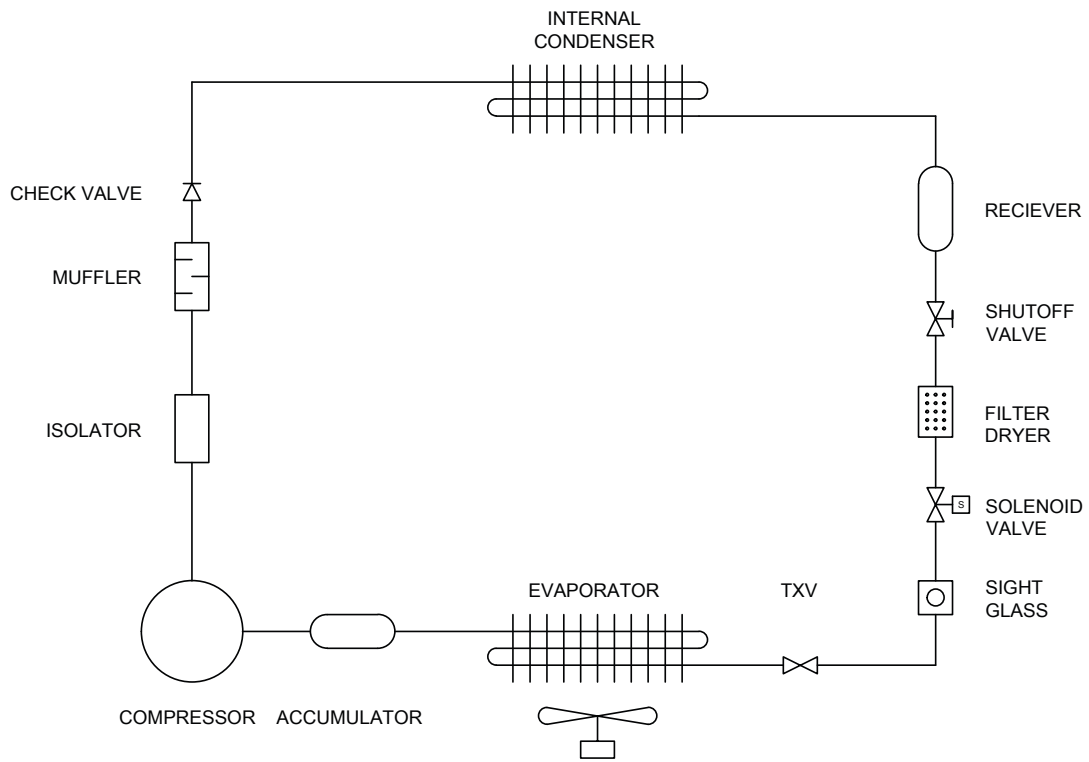 INTERNAL
CONDENSER
CHECK VALVE
RECIEVER
MUFFLER
SHUTOFF
VALVE
ISOLATOR
FILTER
DRYER
S
SOLENOID
VALVE
EVAPORATOR
TXV
SIGHT
GLASS
COMPRESSOR
ACCUMULATOR